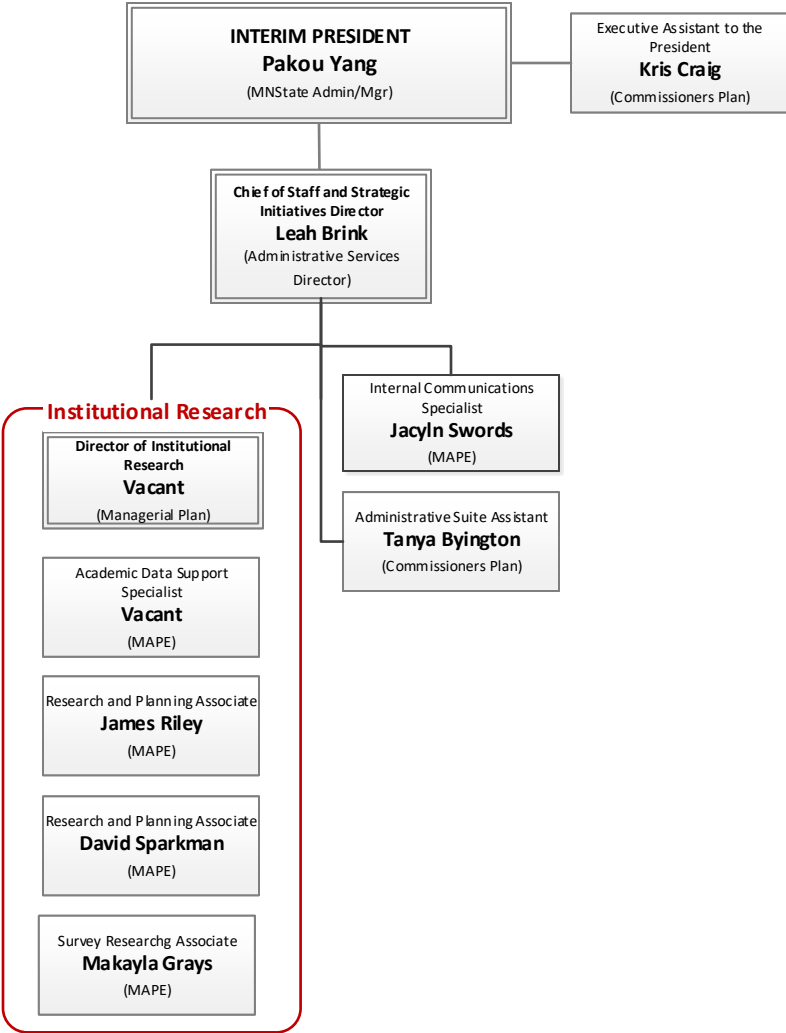 INTERIM PRESIDENT
Pakou Yang
(MNState Admin/Mgr)
Executive Assistant to the
President
Kris Craig
(Commissioners Plan)
Chief of Staff and Strategic
Initiatives Director
Leah Brink
(Administrative Services
Director)
Internal Communications
Specialist
Jacyln Swords
(MAPE)
Administrative Suite Assistant
Tanya Byington
(Commissioners Plan)
Institutional Research
Director of Institutional
Research
Vacant
(Managerial Plan)
Academic Data Support
Specialist
Vacant
(MAPE)
Research and Planning Associate
James Riley
(MAPE)
Research and Planning Associate
David Sparkman
(MAPE)
Survey Researchg Associate
Makayla Grays
(MAPE)